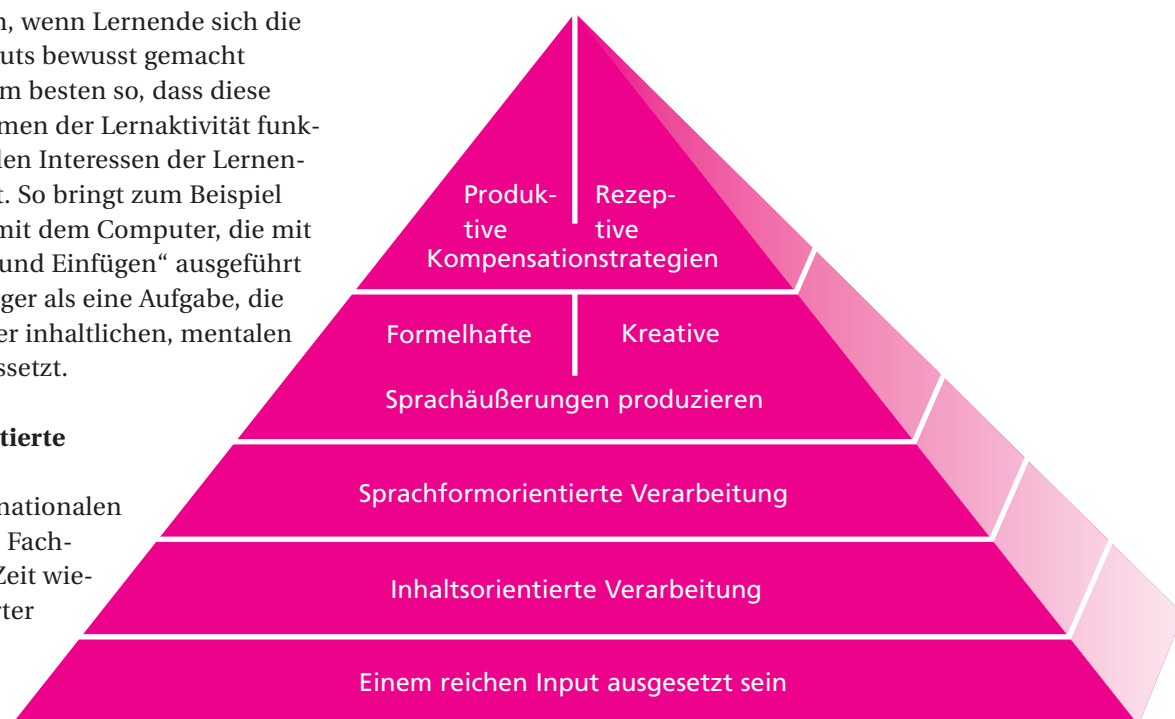 n, wenn Lernende sich die
uts bewusst gemacht
m besten so, dass diese
men der Lernaktivität funk-
den Interessen der Lernen-
t. So bringt zum Beispiel
mit dem Computer, die mit
und Einfügen“ ausgeführt
ger als eine Aufgabe, die
er inhaltlichen, mentalen
ssetzt.
tierte
nationalen
Fach-
Zeit wie-
ter
Produk-
tive
Rezep-
tive
Kompensationstrategien
Formelhafte
Kreative
Sprachäußerungen produzieren
Sprachformorientierte Verarbeitung
Inhaltsorientierte Verarbeitung
Einem reichen Input ausgesetzt sein